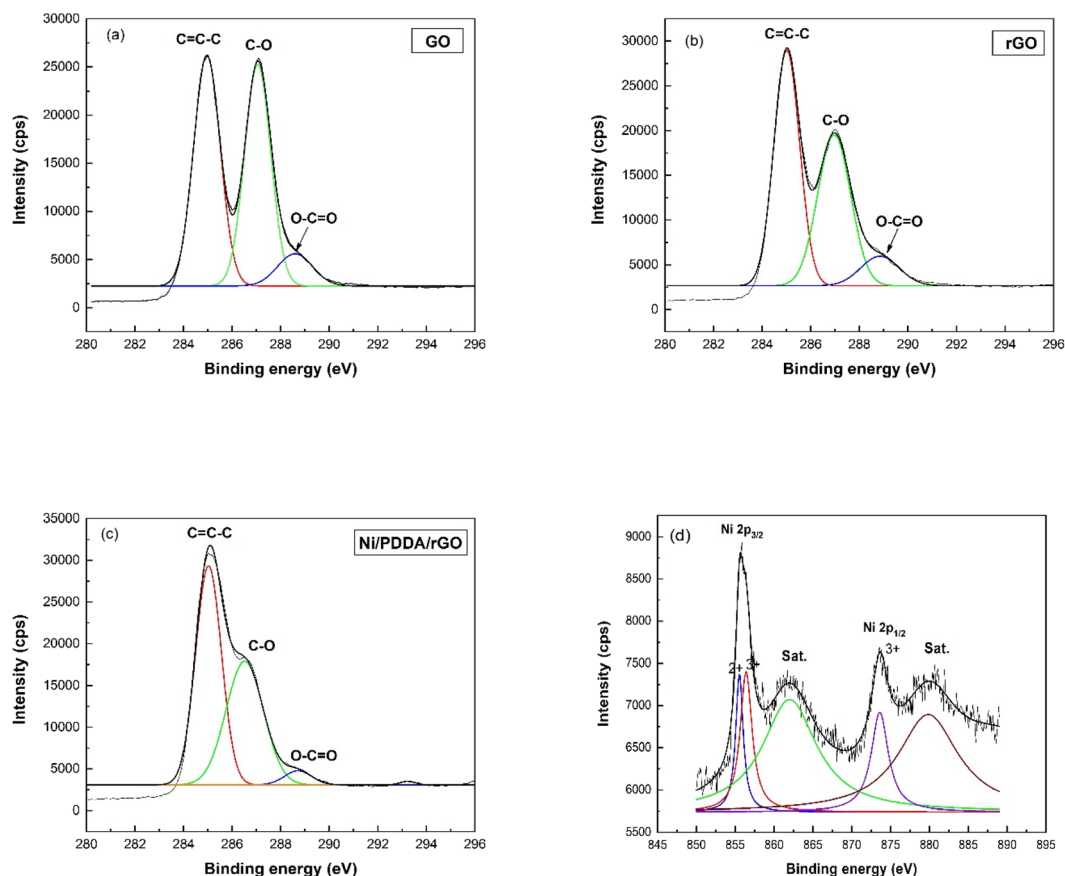 (a)
GO
C=C-C
C-O
O-C=O
30000
25000
20000
15000
10000
5000
0
Intensity (cps)
280 282 284 286 288 290 292 294 296
Binding energy (eV)
(b)
rGO
C=C-C
C-O
O-C=O
30000
25000
20000
15000
10000
5000
0
Intensity (cps)
280 282 284 286 288 290 292 294 296
Binding energy (eV)
(c)
Ni/PDDA/rGO
C=C-C
C-O
O-C=O
35000
30000
25000
20000
15000
10000
5000
0
Intensity (cps)
280 282 284 286 288 290 292 294 296
Binding energy (eV)
(d)
Ni 2p3/2
Ni 2p1/2
3+
Sat.
Sat.
2+ 3+
9000
8500
8000
7500
7000
6500
6000
5500
Intensity (cps)
845 850 855 860 865 870 875 880 885 890 895
Binding energy (eV)